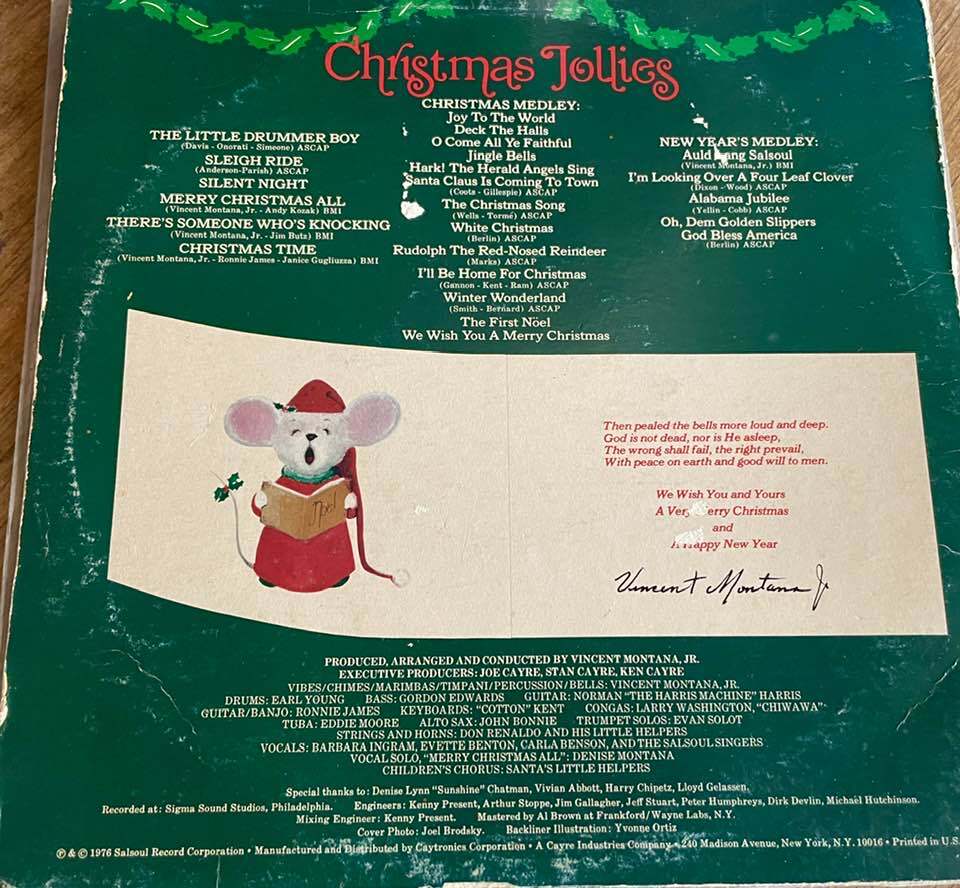 Christmas Jollies
THE LITTLE DRUMMER BOY
(Davis - Onorati - Simeone) ASCAP
SLEIGH RIDE
(Anderson-Parish) ASCAP
SILENT NIGHT
MERRY CHRISTMAS ALL
(Vincent Montana, Jr. - Andy Kozak) BMI
THERE'S SOMEONE WHO'S KNOCKING
(Vincent Montana, Jr. - Jim Butz) BMI
CHRISTMAS TIME
(Vincent Montana, Jr. - Ronnie James - Janice Gugliuzza) BMI
CHRISTMAS MEDLEY:
Joy To The World
Deck The Halls
O Come All Ye Faithful
Jingle Bells
Hark! The Herald Angels Sing
Santa Claus Is Coming To Town
(Coots - Gillespie) ASCAP
The Christmas Song
(Wells - Tormé) ASCAP
White Christmas
(Berlin) ASCAP
Rudolph The Red-Nosed Reindeer
(Marks) ASCAP
I'll Be Home For Christmas
(Gannon - Kent - Ram) ASCAP
Winter Wonderland
(Smith - Bernard) ASCAP
The First Nöel
We Wish You A Merry Christmas
NEW YEAR'S MEDLEY:
Auld Lang Salsoul
(Vincent Montana, Jr.) BMI
I'm Looking Over A Four Leaf Clover
(Dixon - Wood) ASCAP
Alabama Jubilee
(Yellin - Cobb) ASCAP
Oh, Dem Golden Slippers
God Bless America
(Berlin) ASCAP
Noel
Then pealed the bells more loud and deep.
God is not dead, nor is He asleep,
The wrong shall fail, the right prevail,
With peace on earth and good will to men.
We Wish You and Yours
A Very Merry Christmas
and
A Happy New Year
Vincent Montana Jr
PRODUCED, ARRANGED AND CONDUCTED BY VINCENT MONTANA, JR.
EXECUTIVE PRODUCERS: JOE CAYRE, STAN CAYRE, KEN CAYRE
VIBES/CHIMES/MARIMBAS/TIMPANI/PERCUSSION/BELLS: VINCENT MONTANA, JR.
DRUMS: EARL YOUNG BASS: GORDON EDWARDS GUITAR: NORMAN "THE HARRIS MACHINE" HARRIS
GUITAR/BANJO: RONNIE JAMES KEYBOARDS: "COTTON" KENT CONGAS: LARRY WASHINGTON, "CHIWAWA"
TUBA: EDDIE MOORE ALTO SAX: JOHN BONNIE TRUMPET SOLOS: EVAN SOLOT
STRINGS AND HORNS: DON RENALDO AND HIS LITTLE HELPERS
VOCALS: BARBARA INGRAM, EVETTE BENTON, CARLA BENSON, AND THE SALSOUL SINGERS
VOCAL SOLO, "MERRY CHRISTMAS ALL": DENISE MONTANA
CHILDREN'S CHORUS: SANTA'S LITTLE HELPERS
Special thanks to: Denise Lynn "Sunshine" Chatman, Vivian Abbott, Harry Chipetz, Lloyd Gelassen.
Recorded at: Sigma Sound Studios, Philadelphia. Engineers: Kenny Present, Arthur Stoppe, Jim Gallagher, Jeff Stuart, Peter Humphreys, Dirk Devlin, Michael Hutchinson.
Mixing Engineer: Kenny Present. Mastered by Al Brown at Frankford/Wayne Labs, N.Y.
Cover Photo: Joel Brodsky. Backliner Illustration: Yvonne Ortiz
℗ & © 1976 Salsoul Record Corporation • Manufactured and Distributed by Caytronics Corporation • A Cayre Industries Company • 240 Madison Avenue, New York, N.Y. 10016 • Printed in U.S.